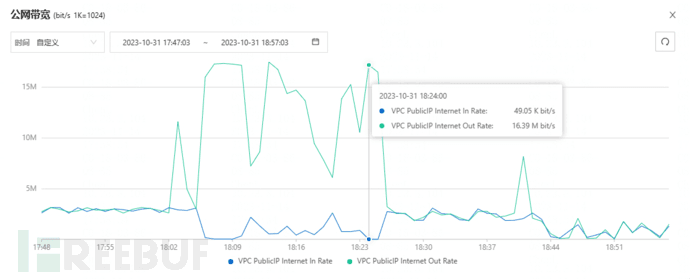 公网带宽 (bit/s 1K=1024)
时间 自定义 2023-10-31 17:47:03 ~ 2023-10-31 18:57:03
15M
10M
5M
2023-10-31 18:24:00
VPC PublicIP Internet In Rate: 49.05 K bit/s
VPC PublicIP Internet Out Rate: 16.39 M bit/s
17:48 17:55 18:02 18:09 18:16 18:23 18:30 18:37 18:44 18:51
VPC PublicIP Internet In Rate VPC PublicIP Internet Out Rate
FREEBUF